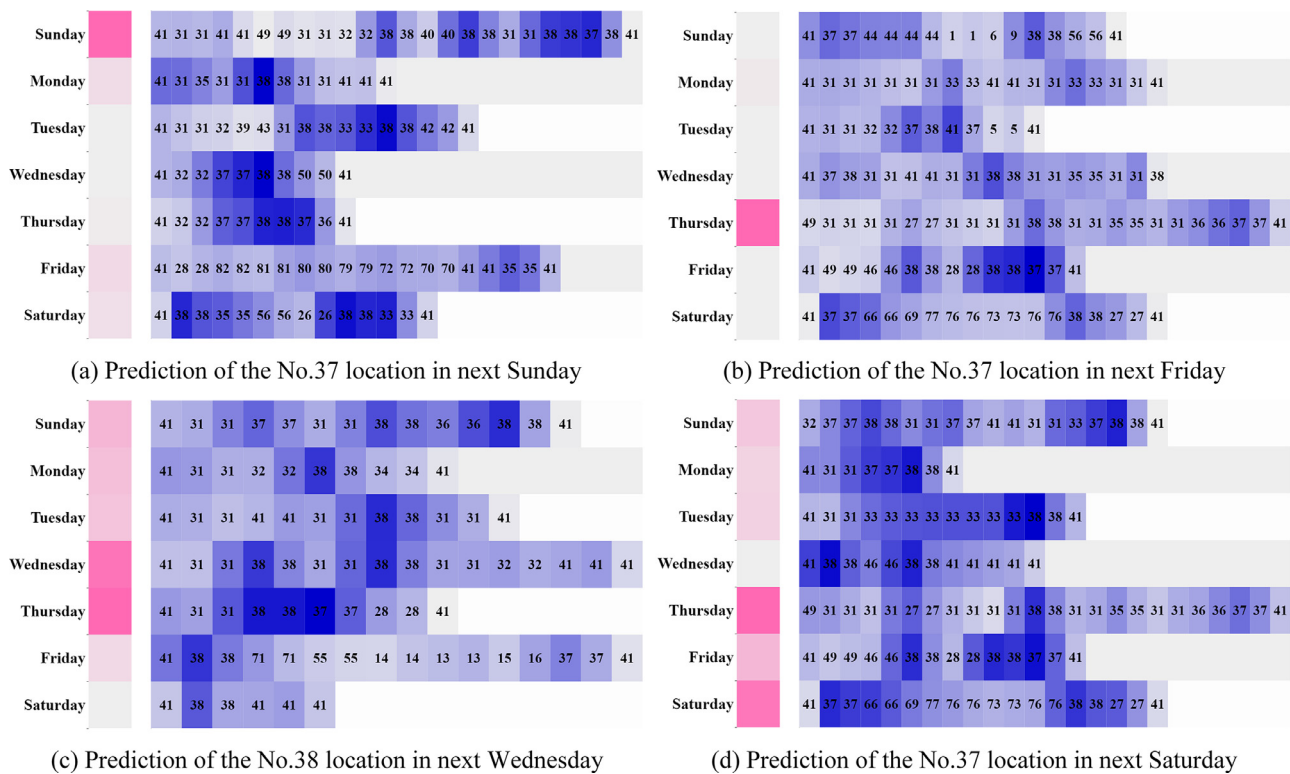 Sunday 41 31 31 41 41 49 49 31 31 32 32 38 38 40 40 38 38 31 31 38 38 37 38 41
Monday 41 31 35 31 31 38 38 31 31 41 41 41
Tuesday 41 31 31 32 39 43 31 38 38 33 33 38 38 42 42 41
Wednesday 41 32 32 37 37 38 38 50 50 41
Thursday 41 32 32 37 37 38 38 37 36 41
Friday 41 28 28 82 82 81 81 80 80 79 79 72 72 70 70 41 41 35 35 41
Saturday 41 38 38 35 35 56 56 26 26 38 38 33 33 41
(a) Prediction of the No.37 location in next Sunday
Sunday 41 37 37 44 44 44 44 1 1 6 9 38 38 56 56 41
Monday 41 31 31 31 31 31 31 33 33 41 41 31 31 33 33 31 31 41
Tuesday 41 31 31 32 32 37 38 41 37 5 5 41
Wednesday 41 37 38 31 31 41 41 31 31 38 38 31 31 35 35 31 31 38
Thursday 49 31 31 31 31 27 27 31 31 31 31 38 38 31 31 35 35 31 31 36 36 37 37 41
Friday 41 49 49 46 46 38 38 28 28 38 38 37 37 41
Saturday 41 37 37 66 66 69 77 76 76 73 73 76 76 38 38 27 27 41
(b) Prediction of the No.37 location in next Friday
Sunday 41 31 31 37 37 31 31 38 38 36 36 38 38 41
Monday 41 31 31 32 32 38 38 34 34 41
Tuesday 41 31 31 41 41 31 31 38 38 31 31 41
Wednesday 41 31 31 38 38 31 31 38 38 31 31 32 32 41 41 41
Thursday 41 31 31 38 38 37 37 28 28 41
Friday 41 38 38 71 71 55 55 14 14 13 13 15 16 37 37 41
Saturday 41 38 38 41 41 41
(c) Prediction of the No.38 location in next Wednesday
Sunday 32 37 37 38 38 31 31 37 37 41 41 31 31 33 37 38 38 41
Monday 41 31 31 37 37 38 38 41
Tuesday 41 31 31 33 33 33 33 33 33 33 33 38 38 41
Wednesday 41 38 38 46 46 38 38 41 41 41 41 41
Thursday 49 31 31 31 31 27 27 31 31 31 31 38 38 31 31 35 35 31 31 36 36 37 37 41
Friday 41 49 49 46 46 38 38 28 28 38 38 37 37 41
Saturday 41 37 37 66 66 69 77 76 76 73 73 76 76 38 38 27 27 41
(d) Prediction of the No.37 location in next Saturday